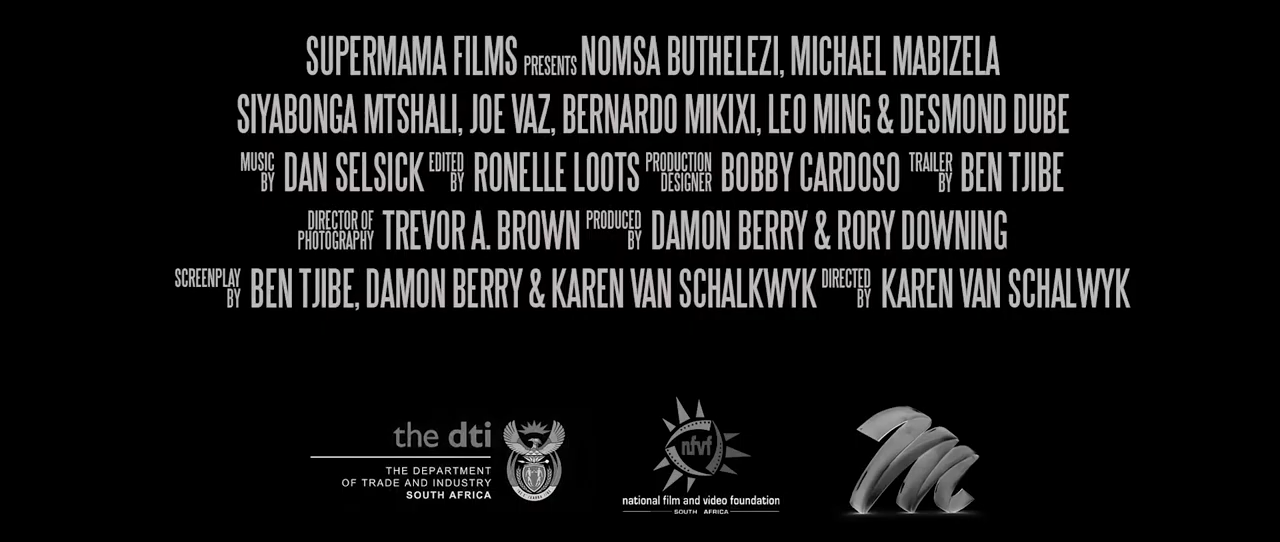 SUPERMAMA FILMS PRESENTS NOMSA BUTHELEZI, MICHAEL MABIZELA
SIYABONGA MTSHALI, JOE VAZ, BERNARDO MIKIXI, LEO MING & DESMOND DUBE
MUSIC BY DAN SELSICK EDITED BY RONELLE LOOTS PRODUCTION DESIGNER BOBBY CARDOSO TRAILER BY BEN TJIBE
DIRECTOR OF PHOTOGRAPHY TREVOR A. BROWN PRODUCED BY DAMON BERRY & RORY DOWNING
SCREENPLAY BY BEN TJIBE, DAMON BERRY & KAREN VAN SCHALKWYK DIRECTED BY KAREN VAN SCHALWYK
the dti
THE DEPARTMENT
OF TRADE AND INDUSTRY
SOUTH AFRICA
nfvf
national film and video foundation
SOUTH AFRICA